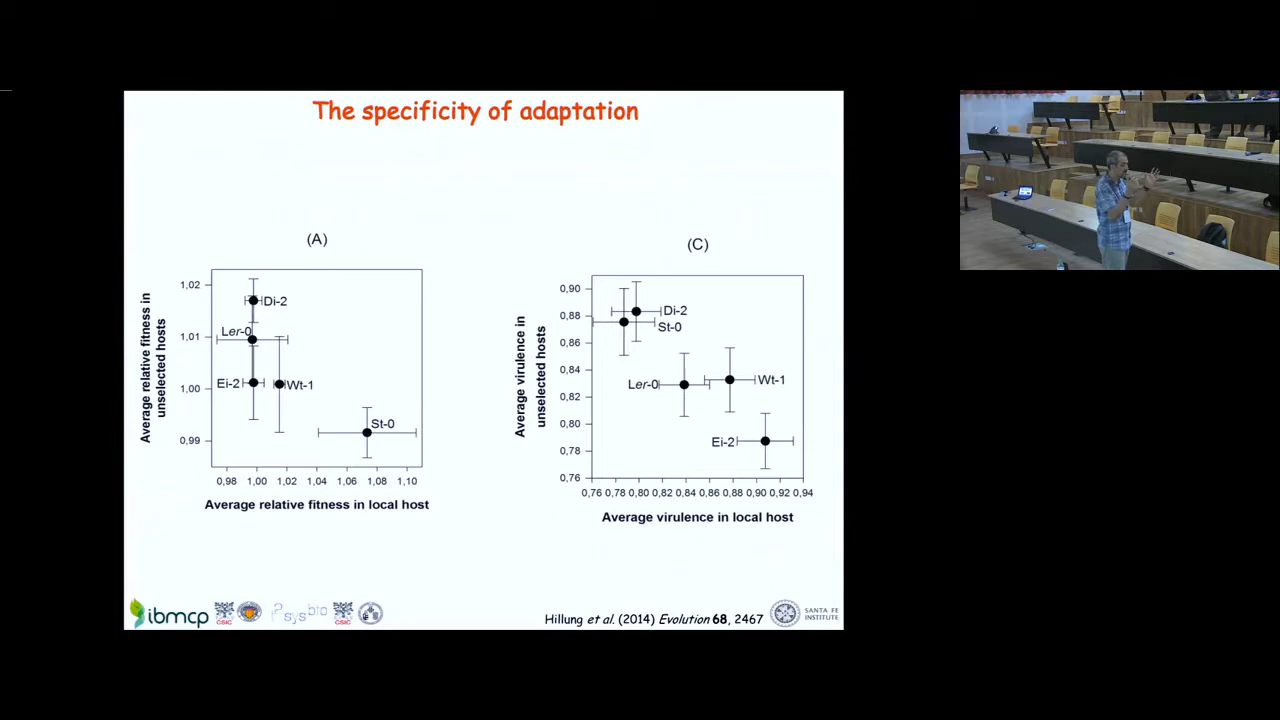 The specificity of adaptation
(A)
Average relative fitness in
unselected hosts
1,02
1,01
1,00
0,99
Di-2
Ler-0
Ei-2
Wt-1
St-0
0,98 1,00 1,02 1,04 1,06 1,08 1,10
Average relative fitness in local host
(C)
Average virulence in
unselected hosts
0,90
0,88
0,86
0,84
0,82
0,80
0,78
0,76
Di-2
St-0
Ler-0
Wt-1
Ei-2
0,76 0,78 0,80 0,82 0,84 0,86 0,88 0,90 0,92 0,94
Average virulence in local host
ibmcp
CSIC
sysbio
CSIC
Hillung et al. (2014) Evolution 68, 2467
SANTA FE
INSTITUTE